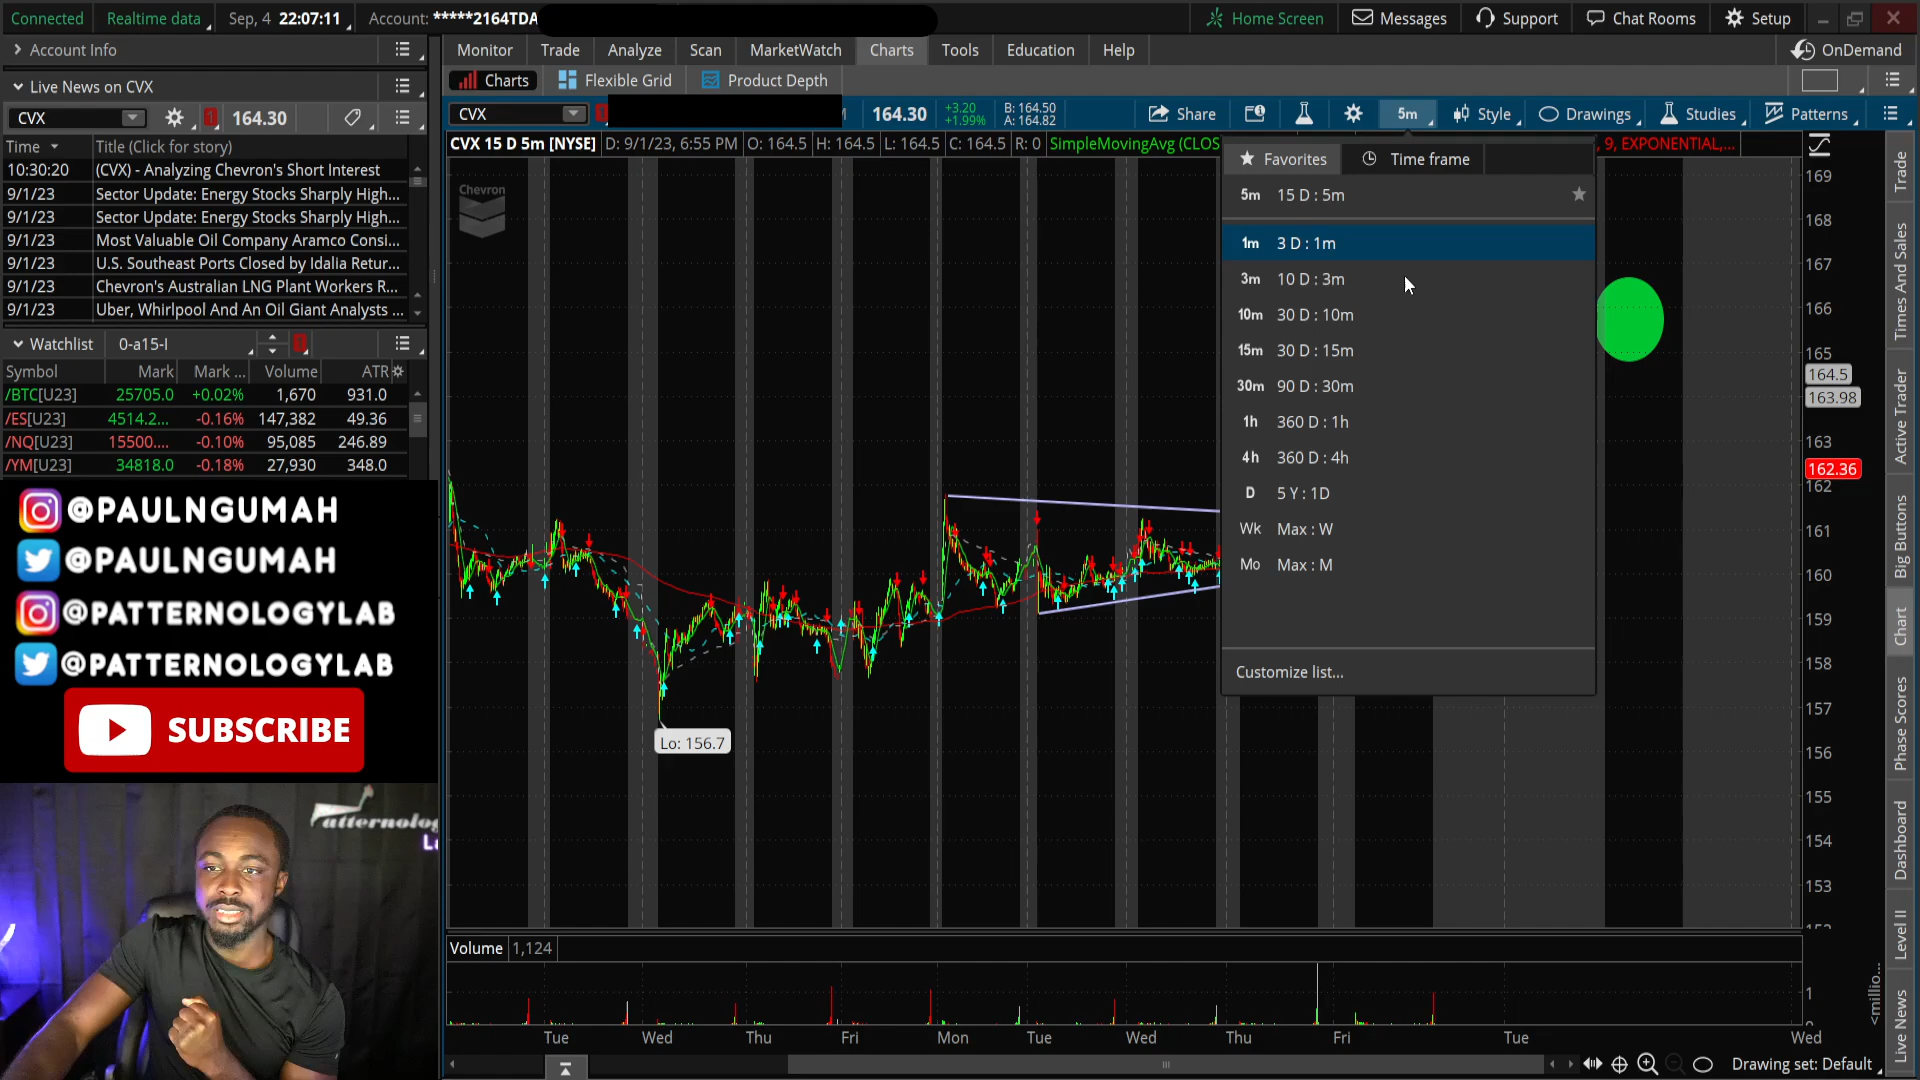 Connected
Realtime data
Sep, 4 22:07:11
Account: *****2164TDA
Home Screen
Messages
Support
Chat Rooms
Setup
Account Info
Monitor
Trade
Analyze
Scan
MarketWatch
Charts
Tools
Education
Help
OnDemand
Live News on CVX
Charts
Flexible Grid
Product Depth
CVX
164.30
CVX
164.30
+3.20
+1.99%
B: 164.50
A: 164.82
Share
5m
Style
Drawings
Studies
Patterns
Time
Title (Click for story)
10:30:20 (CVX) - Analyzing Chevron's Short Interest
9/1/23 Sector Update: Energy Stocks Sharply High...
9/1/23 Sector Update: Energy Stocks Sharply High...
9/1/23 Most Valuable Oil Company Aramco Consi...
9/1/23 U.S. Southeast Ports Closed by Idalia Retur...
9/1/23 Chevron's Australian LNG Plant Workers R...
9/1/23 Uber, Whirlpool And An Oil Giant Analysts ...
CVX 15 D 5m [NYSE]
D: 9/1/23, 6:55 PM
O: 164.5
H: 164.5
L: 164.5
C: 164.5
R: 0
SimpleMovingAvg (CLOS
, 9, EXPONENTIAL,...
Chevron
Favorites
Time frame
5m 15 D : 5m
1m 3 D : 1m
3m 10 D : 3m
10m 30 D : 10m
15m 30 D : 15m
30m 90 D : 30m
1h 360 D : 1h
4h 360 D : 4h
D 5 Y : 1D
Wk Max : W
Mo Max : M
Customize list...
Watchlist
0-a15-I
Symbol Mark Mark ... Volume ATR
/BTC[U23] 25705.0 +0.02% 1,670 931.0
/ES[U23] 4514.2... -0.16% 147,382 49.36
/NQ[U23] 15500.... -0.10% 95,085 246.89
/YM[U23] 34818.0 -0.18% 27,930 348.0
@PAULNGUMAH
@PAULNGUMAH
@PATTERNOLOGYLAB
@PATTERNOLOGYLAB
SUBSCRIBE
Lo: 156.7
169
168
167
166
165
164.5
163.98
163
162.36
162
161
160
159
158
157
156
155
154
153
Trade
Times And Sales
Active Trader
Big Buttons
Chart
Phase Scores
Dashboard
Level II
Live News
Volume
1,124
1
<millio...
Tue
Wed
Thu
Fri
Mon
Tue
Wed
Thu
Fri
Tue
Wed
Drawing set: Default